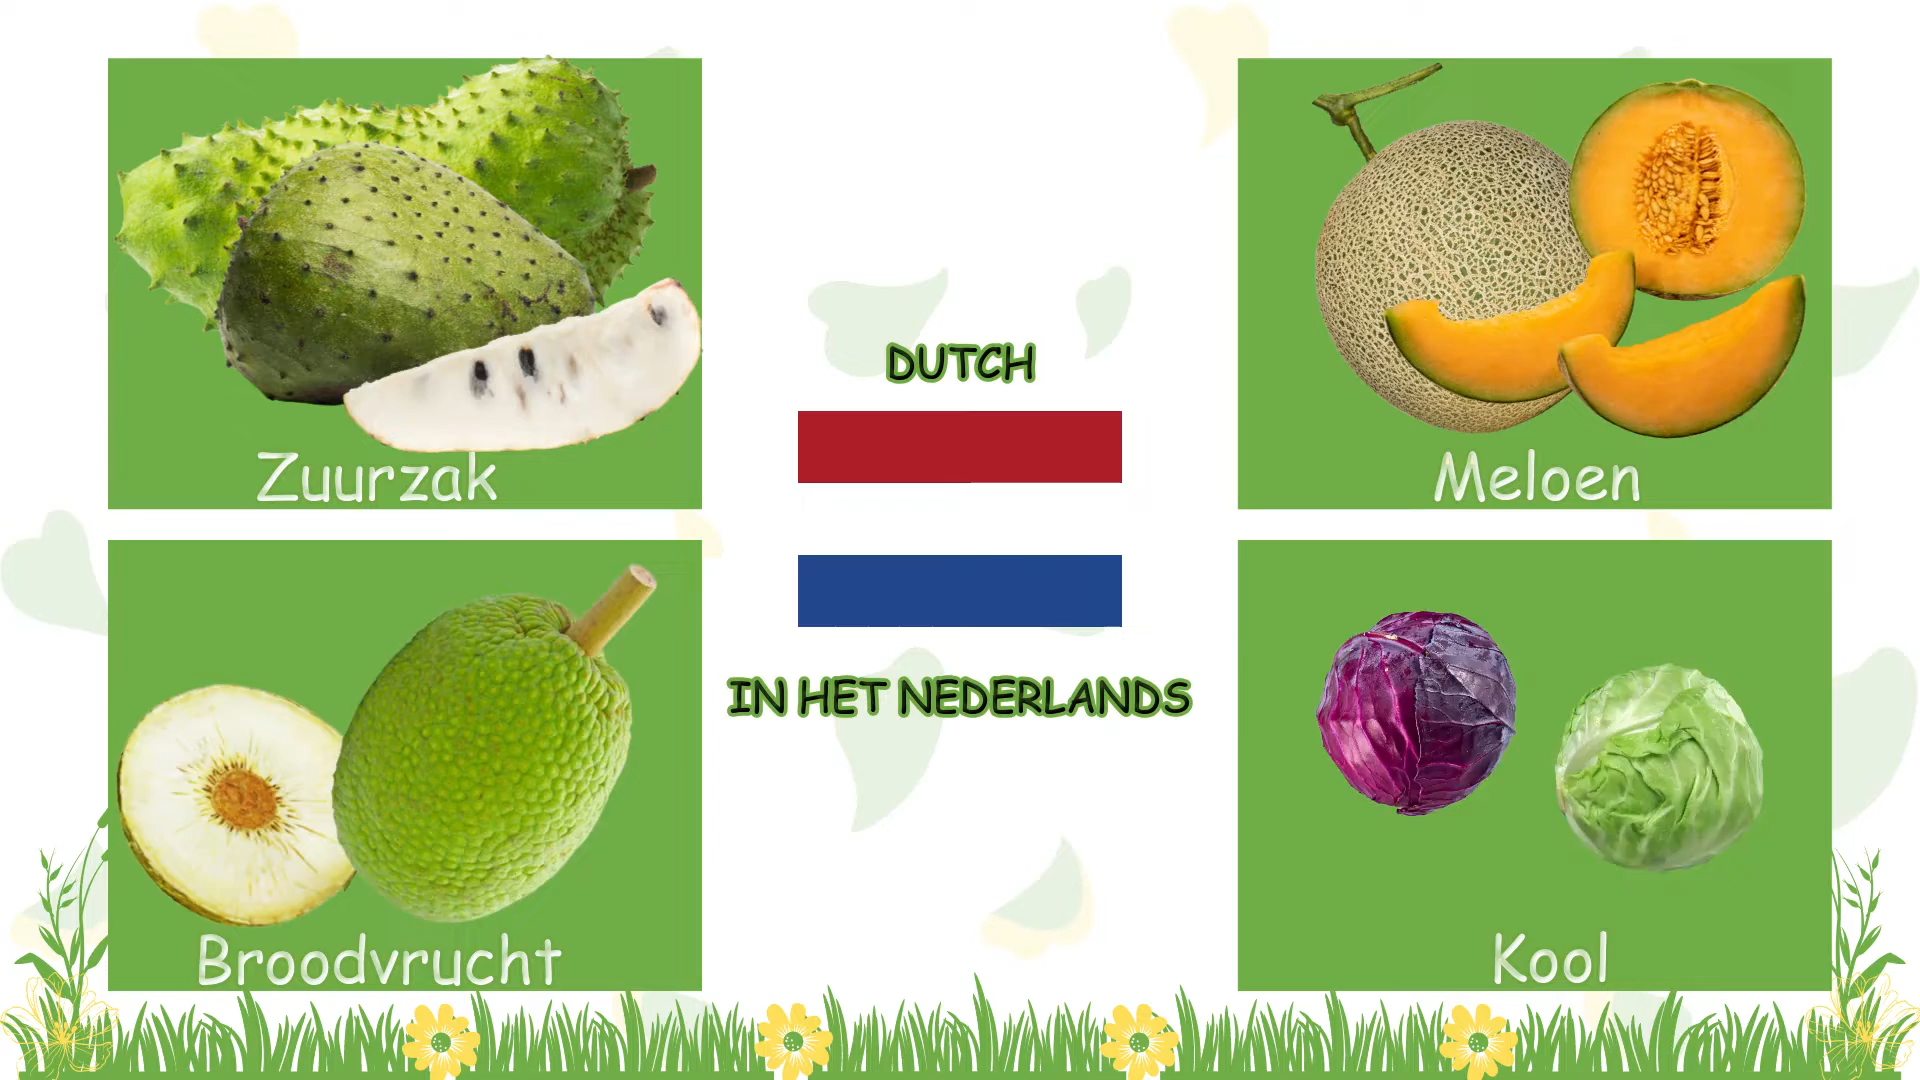 Zuurzak
Meloen
DUTCH
IN HET NEDERLANDS
Broodvrucht
Kool